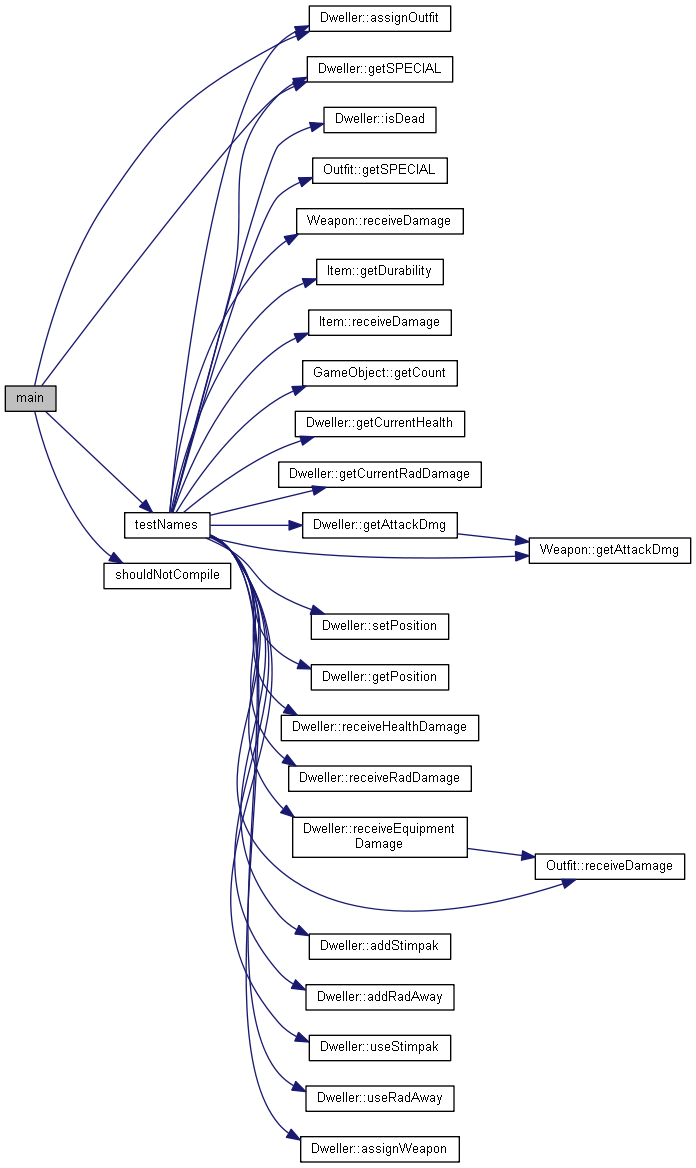 Dweller::assignOutfit
Dweller::getSPECIAL
Dweller::isDead
Outfit::getSPECIAL
Weapon::receiveDamage
Item::getDurability
Item::receiveDamage
GameObject::getCount
main
Dweller::getCurrentHealth
Dweller::getCurrentRadDamage
testNames
Dweller::getAttackDmg
Weapon::getAttackDmg
shouldNotCompile
Dweller::setPosition
Dweller::getPosition
Dweller::receiveHealthDamage
Dweller::receiveRadDamage
Dweller::receiveEquipment
Damage
Outfit::receiveDamage
Dweller::addStimpak
Dweller::addRadAway
Dweller::useStimpak
Dweller::useRadAway
Dweller::assignWeapon